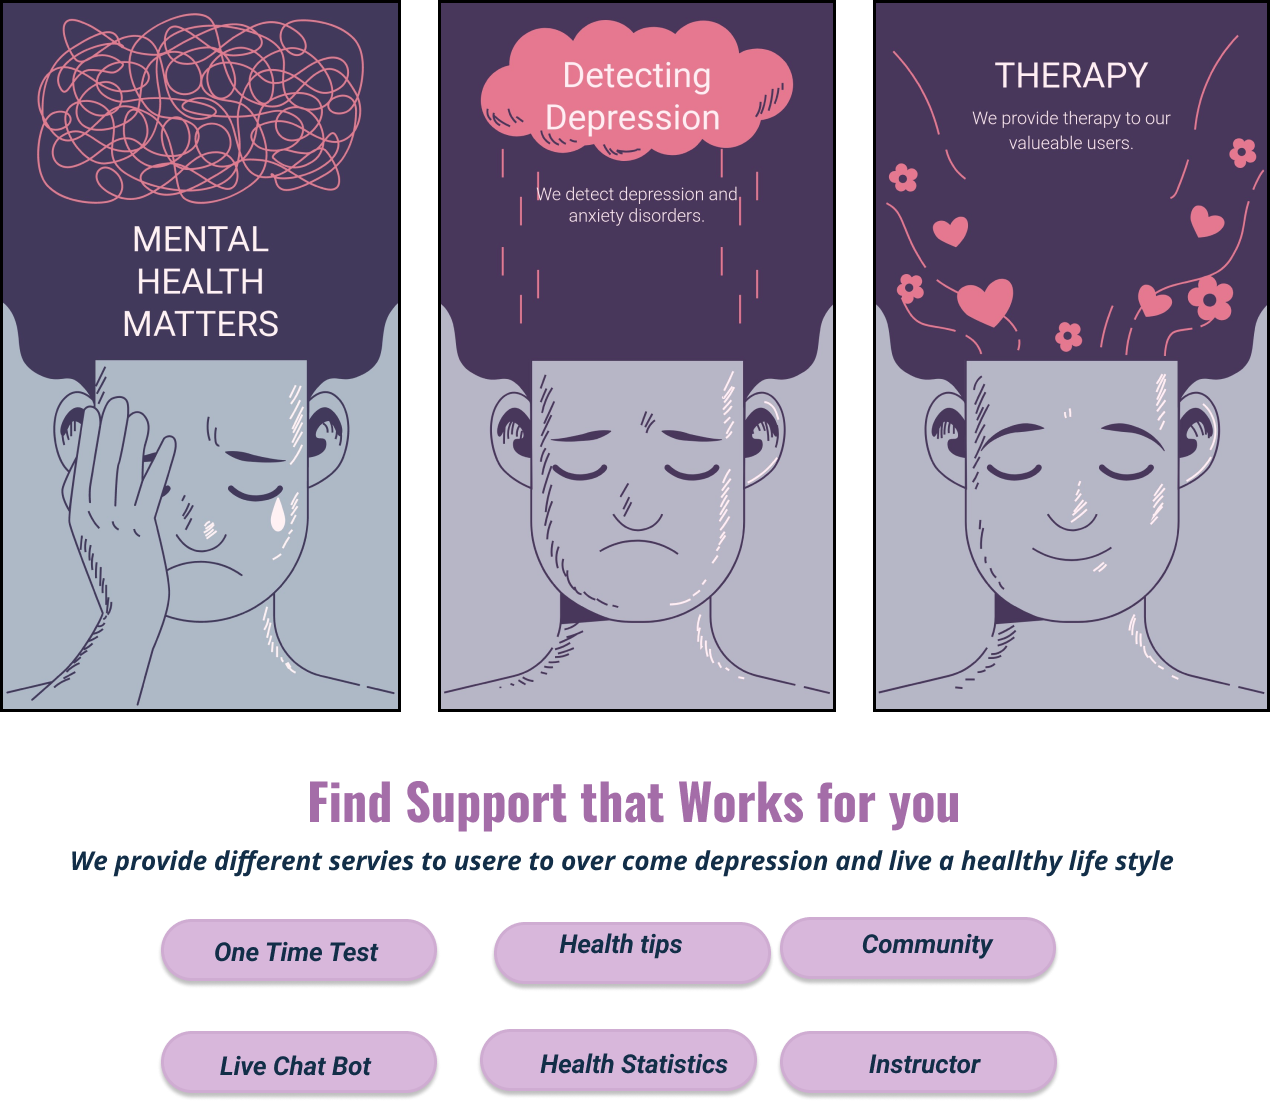 MENTAL
HEALTH
MATTERS
Detecting
Depression
We detect depression and
anxiety disorders.
THERAPY
We provide therapy to our
valueable users.
Find Support that Works for you
We provide different servies to usere to over come depression and live a heallthy life style
One Time Test
Health tips
Community
Live Chat Bot
Health Statistics
Instructor